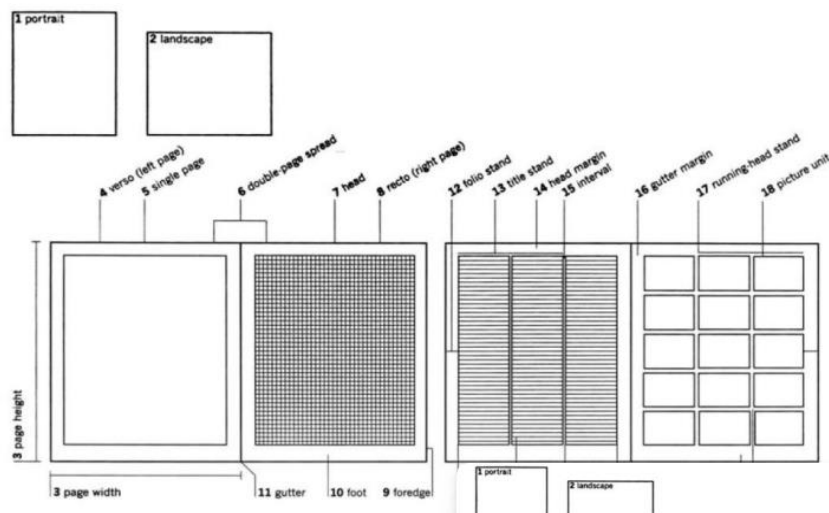 1 portrait
2 landscape
4 verso (left page)
5 single page
6 double-page spread
7 head
8 recto (right page)
12 folio stand
13 title stand
14 head margin
15 interval
16 gutter margin
17 running-head stand
18 picture unit
3 page height
3 page width
11 gutter
10 foot
9 foredge
1 portrait
2 landscape